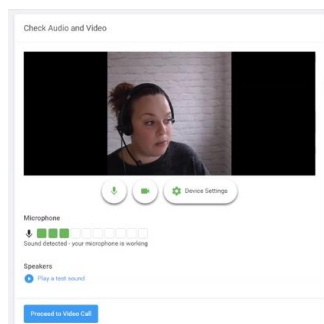 Check Audio and Video
Device Settings
Microphone
Sound detected - your microphone is working
Speakers
Play a test sound
Proceed to Video Call